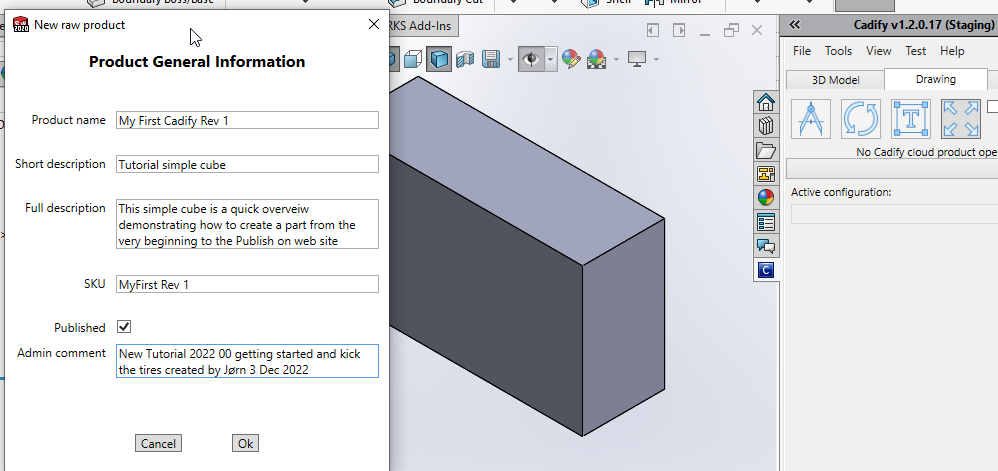 Boundary Boss/Base
Boundary Cut
Shell
Mirror
New raw product
RKS Add-Ins
Cadify v1.2.0.17 (Staging)
Product General Information
File Tools View Test Help
3D Model Drawing
Product name My First Cadify Rev 1
Short description Tutorial simple cube
No Cadify cloud product ope
Active configuration:
Full description This simple cube is a quick overveiw
demonstrating how to create a part from the
very beginning to the Publish on web site
SKU MyFirst Rev 1
Published
Admin comment New Tutorial 2022 00 getting started and kick
the tires created by Jørn 3 Dec 2022
Cancel Ok